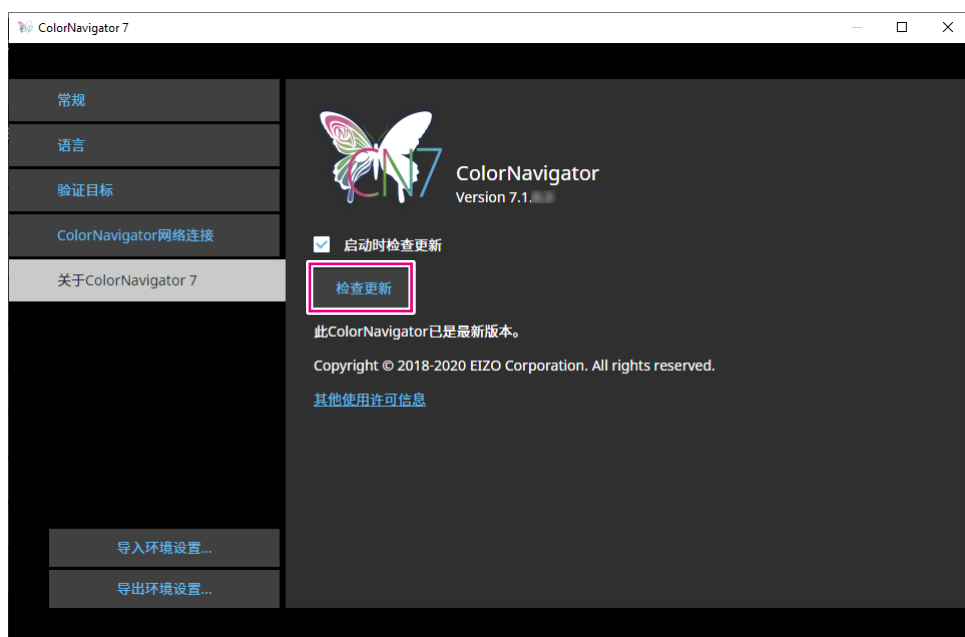 ColorNavigator 7
常规
语言
验证目标
ColorNavigator网络连接
关于ColorNavigator 7
导入环境设置...
导出环境设置...
CN7
ColorNavigator
Version 7.1.
启动时检查更新
检查更新
此ColorNavigator已是最新版本。
Copyright © 2018-2020 EIZO Corporation. All rights reserved.
其他使用许可信息